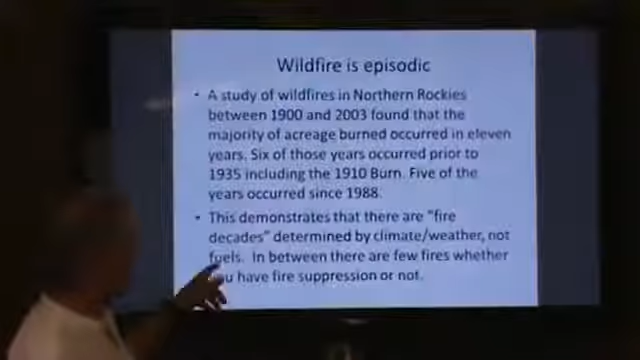 Wildfire is episodic
• A study of wildfires in Northern Rockies
between 1900 and 2003 found that the
majority of acreage burned occurred in eleven
years. Six of those years occurred prior to
1935 including the 1910 Burn. Five of the
years occurred since 1988.
• This demonstrates that there are "fire
decades" determined by climate/weather, not
fuels. In between there are few fires whether
you have fire suppression or not.